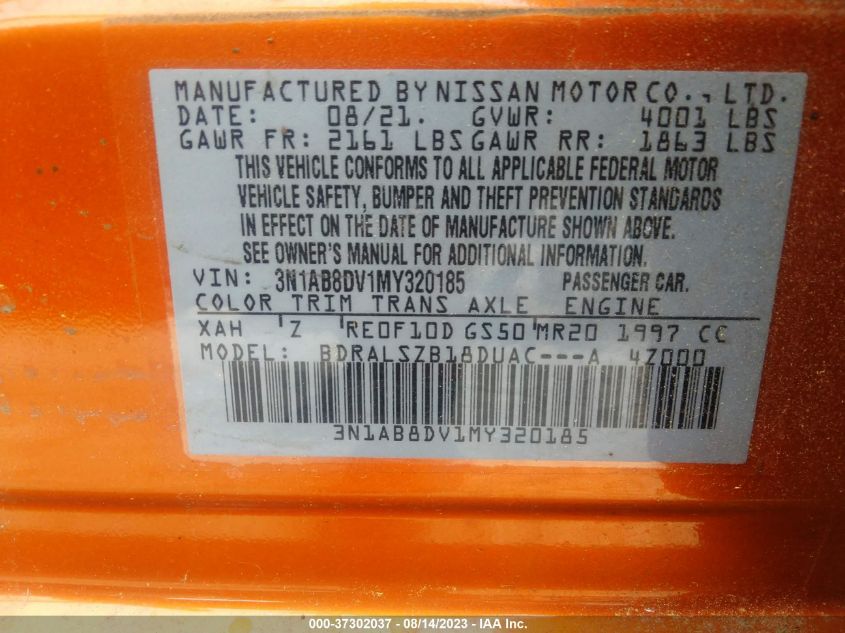 MANUFACTURED BY NISSAN MOTOR CO., LTD.
DATE: 08/21. GVWR: 4001 LBS
GAWR FR: 2161 LBS GAWR RR: 1863 LBS
THIS VEHICLE CONFORMS TO ALL APPLICABLE FEDERAL MOTOR
VEHICLE SAFETY, BUMPER AND THEFT PREVENTION STANDARDS
IN EFFECT ON THE DATE OF MANUFACTURE SHOWN ABOVE.
SEE OWNER'S MANUAL FOR ADDITIONAL INFORMATION.
VIN: 3N1AB8DV1MY320185 PASSENGER CAR.
COLOR TRIM TRANS AXLE ENGINE
XAH Z RE0F10D GS50 MR20 1997 CC
MODEL: BDRALSZB18DUAC---A 4Z000
3N1AB8DV1MY320185
000-37302037 - 08/14/2023 - IAA Inc.